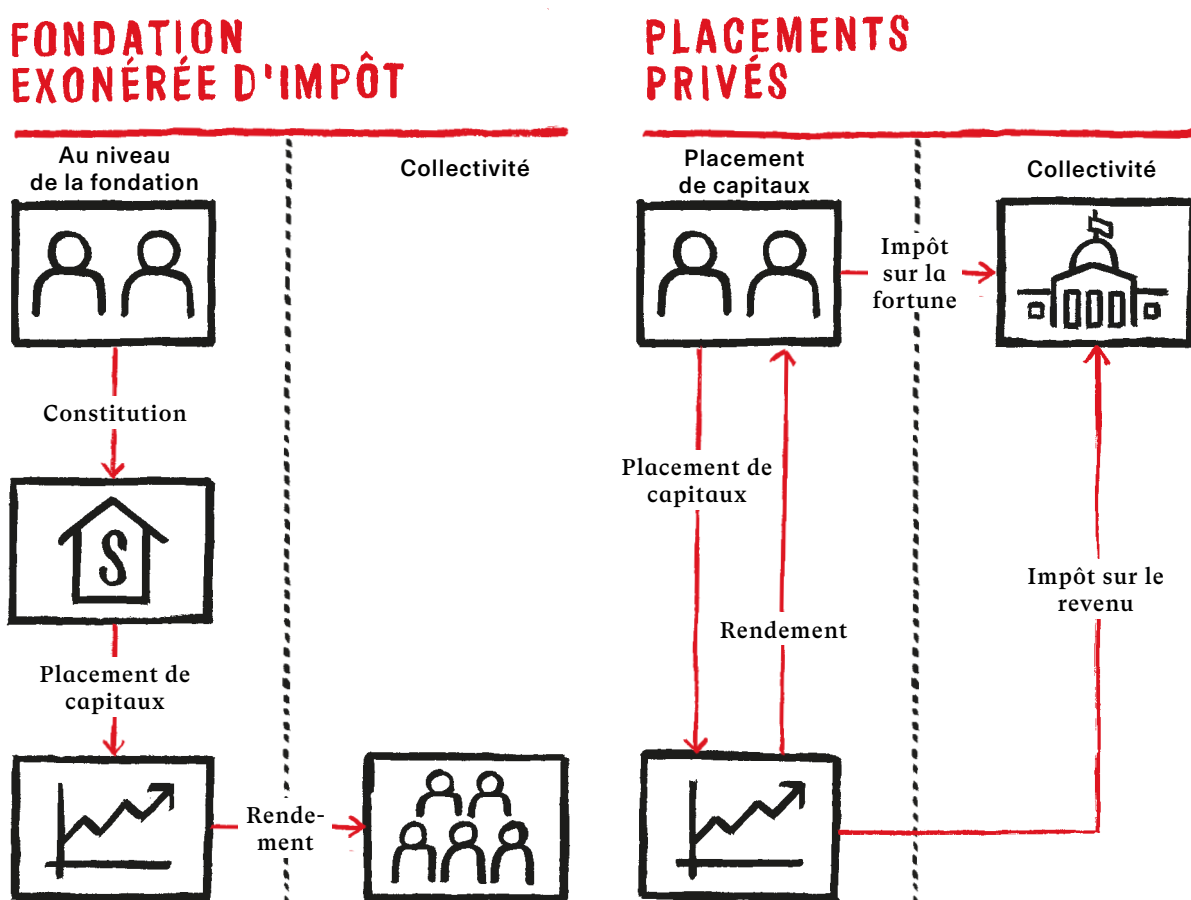 FONDATION
EXONÉRÉE D'IMPÔT
Au niveau
de la fondation
Collectivité
Constitution
S
Placement de
capitaux
Rende-
ment
PLACEMENTS
PRIVÉS
Placement
de capitaux
Collectivité
Impôt
sur la
fortune
Placement de
capitaux
Rendement
Impôt sur le
revenu